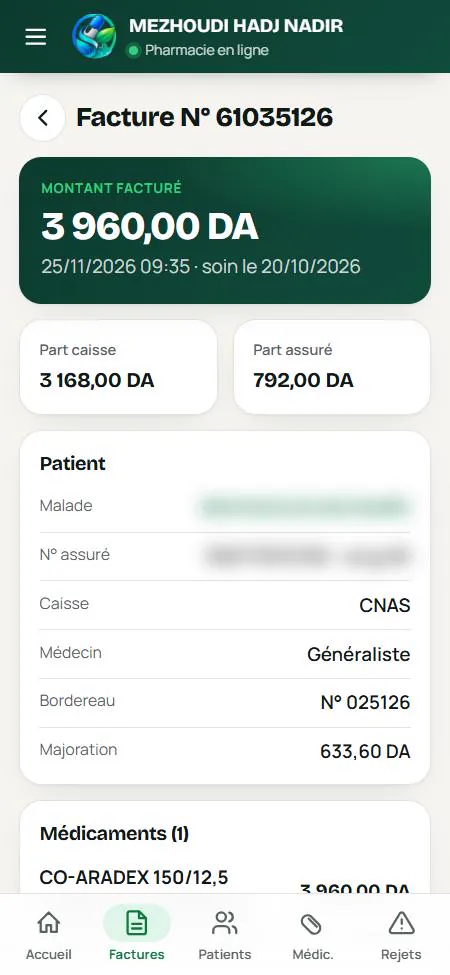 MEZHOUDI HADJ NADIR
Pharmacie en ligne
Facture N° 61035126
MONTANT FACTURÉ
3 960,00 DA
25/11/2026 09:35 · soin le 20/10/2026
Part caisse
3 168,00 DA
Part assuré
792,00 DA
Patient
Malade
N° assuré
Caisse CNAS
Médecin Généraliste
Bordereau N° 025126
Majoration 633,60 DA
Médicaments (1)
CO-ARADEX 150/12,5
3 960,00 DA
Accueil Factures Patients Médic. Rejets